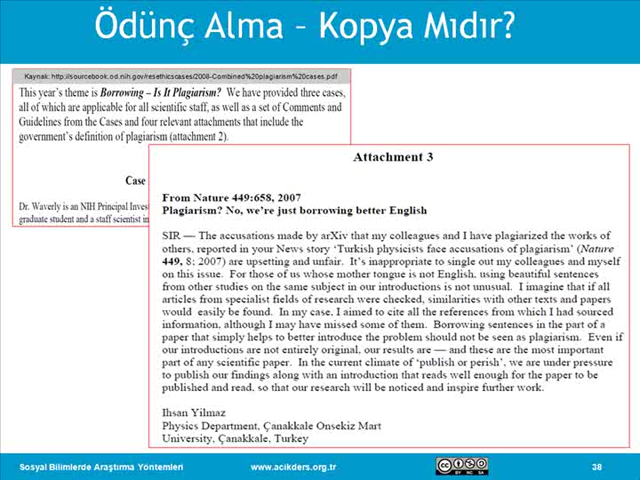 Ödünç Alma – Kopya Mıdır?
Kaynak: http://sourcebook.od.nih.gov/resethicscases/2008-Combined%20plagiarism%20cases.pdf
This year's theme is Borrowing – Is It Plagiarism? We have provided three cases,
all of which are applicable for all scientific staff, as well as a set of Comments and
Guidelines from the Cases and four relevant attachments that include the
government's definition of plagiarism (attachment 2).
Case
Dr. Waverly is an NIH Principal Invest
graduate student and a staff scientist in
Attachment 3
From Nature 449:658, 2007
Plagiarism? No, we're just borrowing better English
SIR — The accusations made by arXiv that my colleagues and I have plagiarized the works of
others, reported in your News story 'Turkish physicists face accusations of plagiarism' (Nature
449, 8; 2007) are upsetting and unfair. It's inappropriate to single out my colleagues and myself
on this issue. For those of us whose mother tongue is not English, using beautiful sentences
from other studies on the same subject in our introductions is not unusual. I imagine that if all
articles from specialist fields of research were checked, similarities with other texts and papers
would easily be found. In my case, I aimed to cite all the references from which I had sourced
information, although I may have missed some of them. Borrowing sentences in the part of a
paper that simply helps to better introduce the problem should not be seen as plagiarism. Even if
our introductions are not entirely original, our results are — and these are the most important
part of any scientific paper. In the current climate of 'publish or perish', we are under pressure
to publish our findings along with an introduction that reads well enough for the paper to be
published and read, so that our research will be noticed and inspire further work.
Ihsan Yilmaz
Physics Department, Çanakkale Onsekiz Mart
University, Çanakkale, Turkey
Sosyal Bilimlerde Araştırma Yöntemleri
www.acikders.org.tr
cc
BY NC SA
38